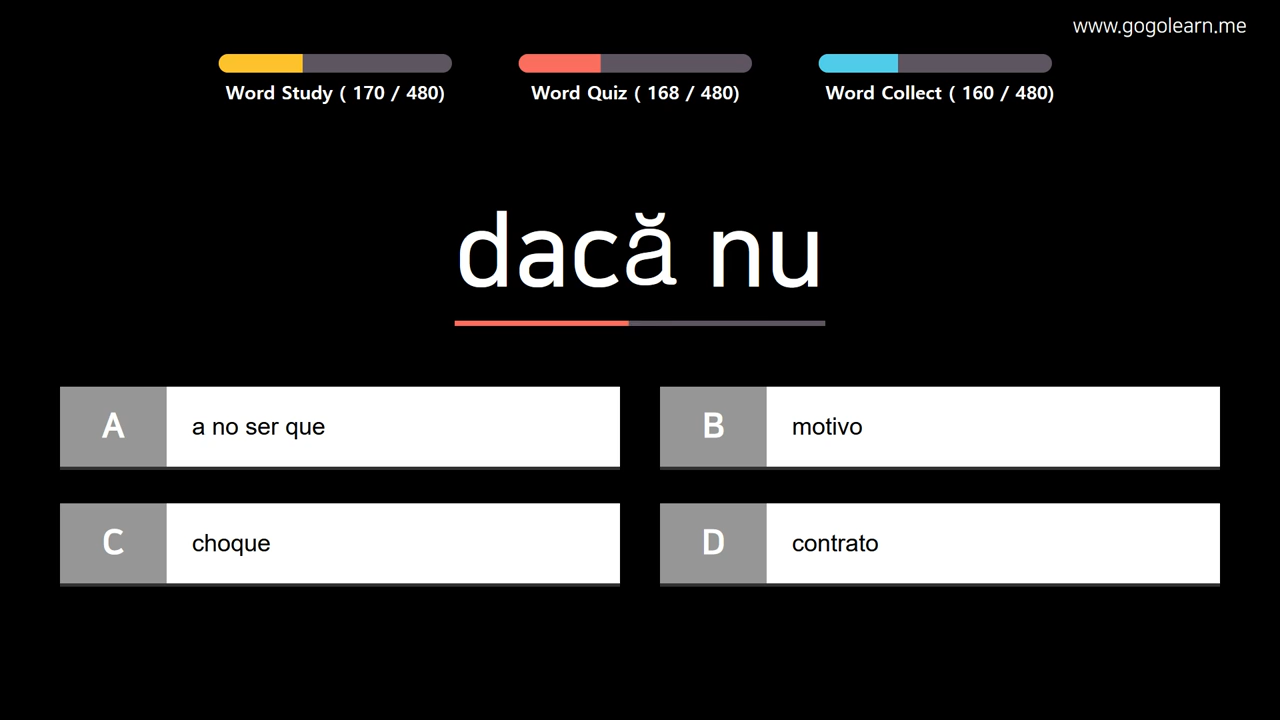 www.gogolearn.me
Word Study ( 170 / 480)
Word Quiz ( 168 / 480)
Word Collect ( 160 / 480)
dacă nu
A a no ser que
B motivo
C choque
D contrato